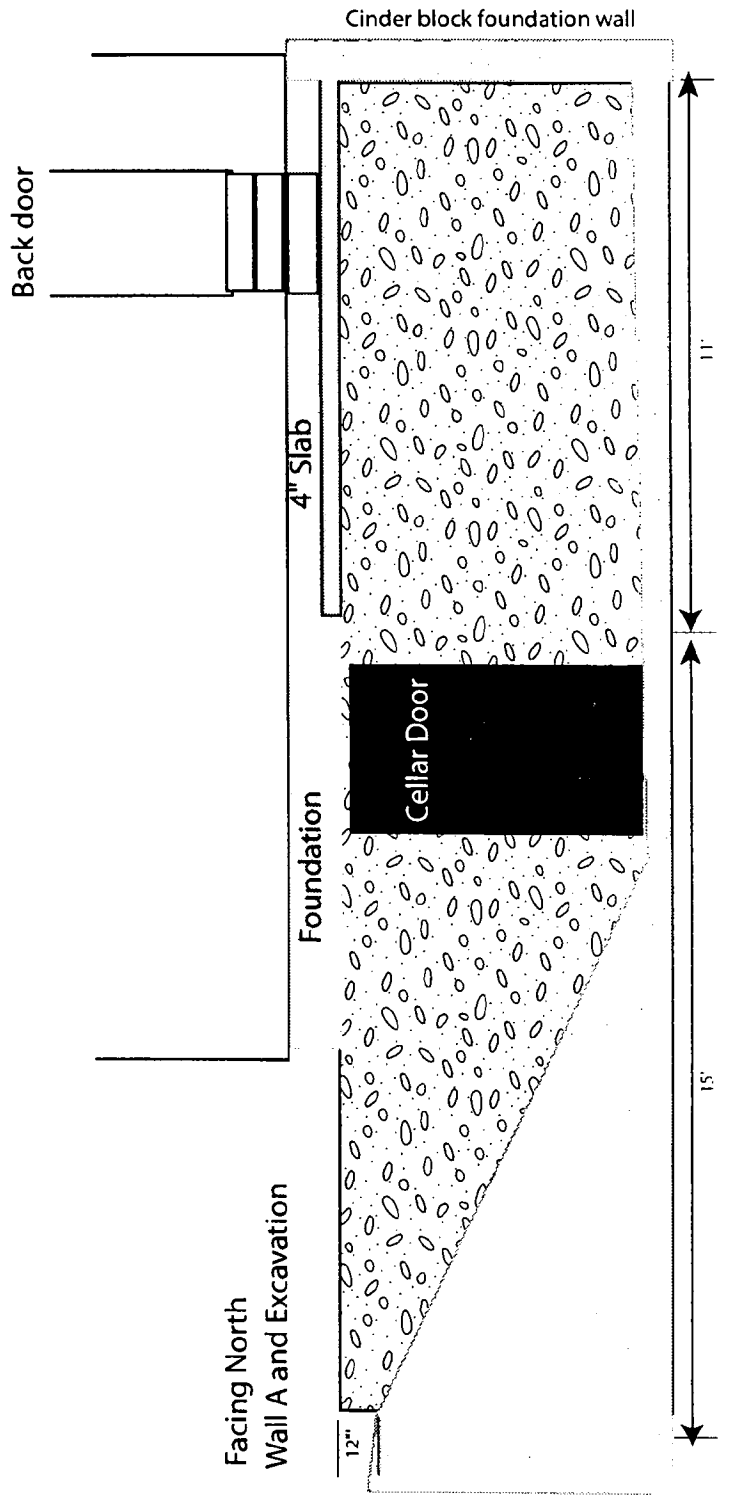 Cinder block foundation wall
Back door
4" Slab
Foundation
Cellar Door
Facing North
Wall A and Excavation
12"'
11'
15'